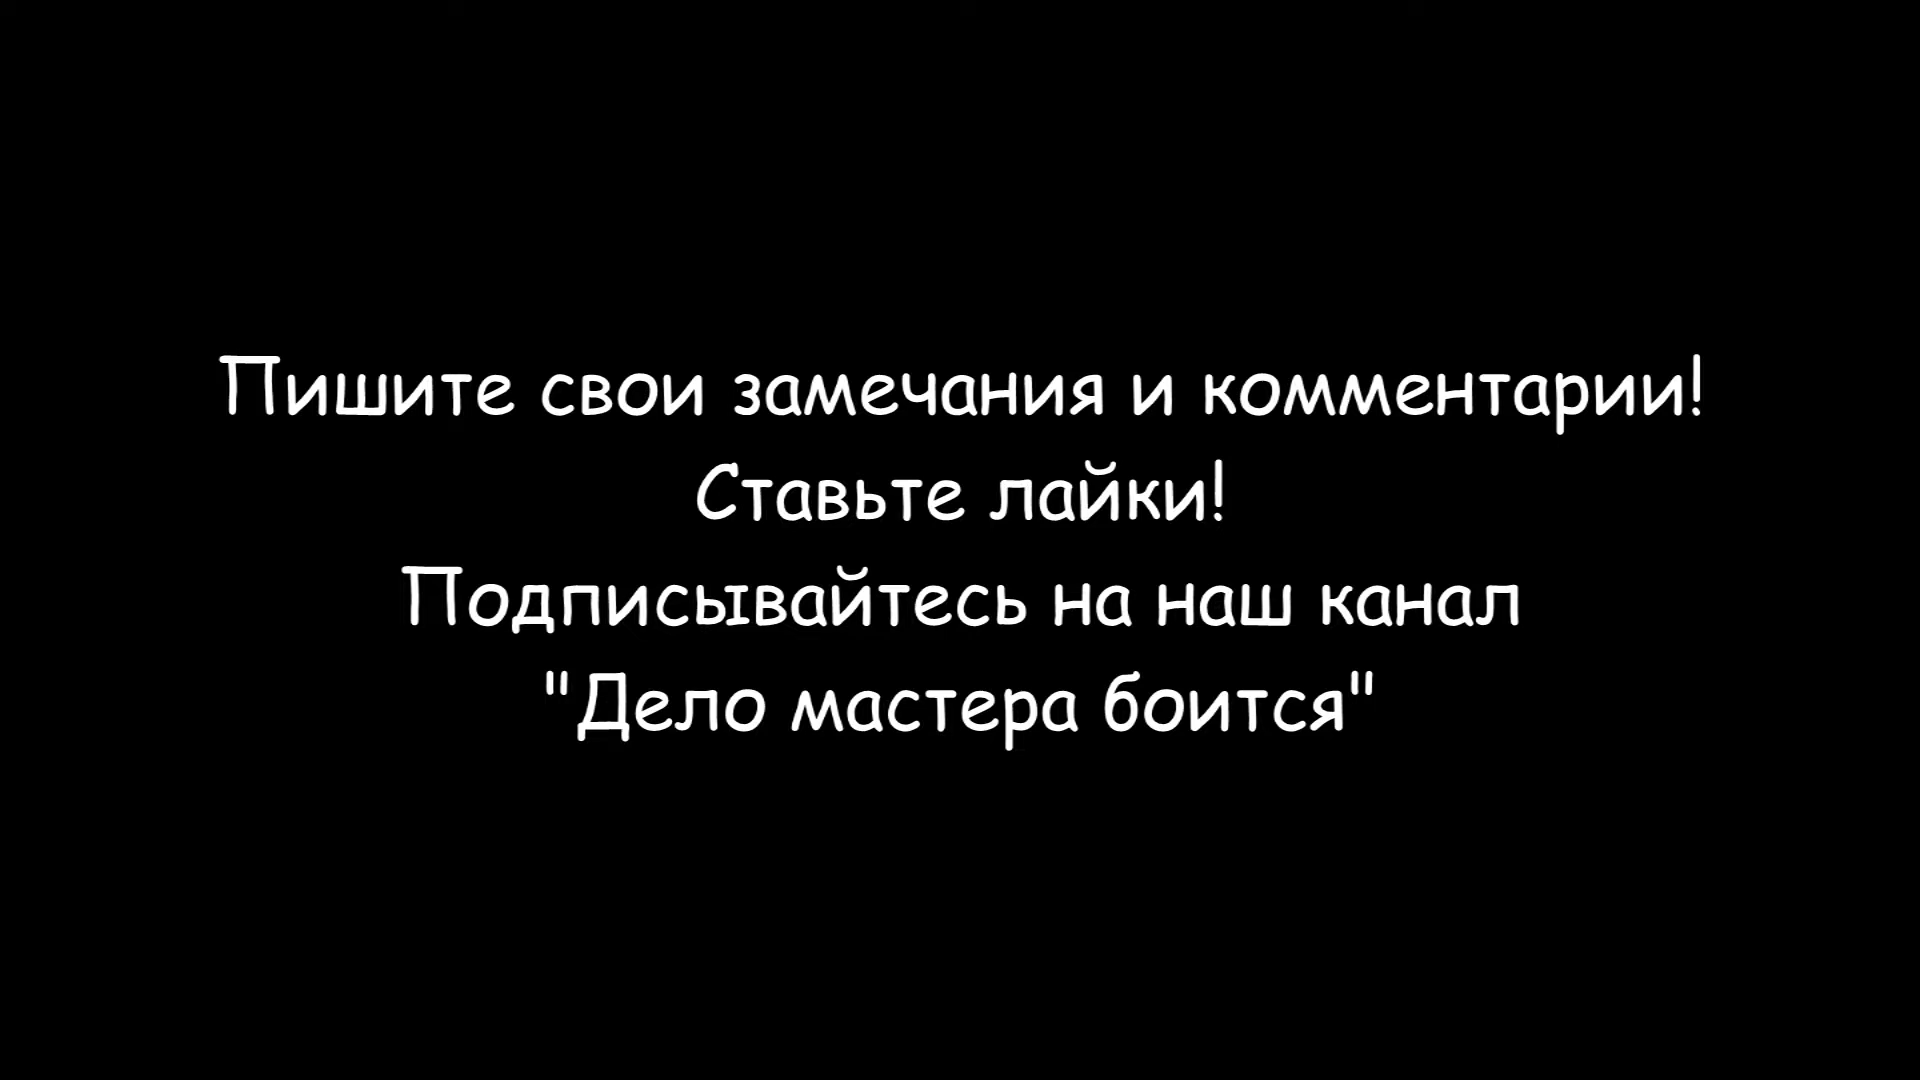 Пишите свои замечания и комментарии!
Ставьте лайки!
Подписывайтесь на наш канал
"Дело мастера боится"